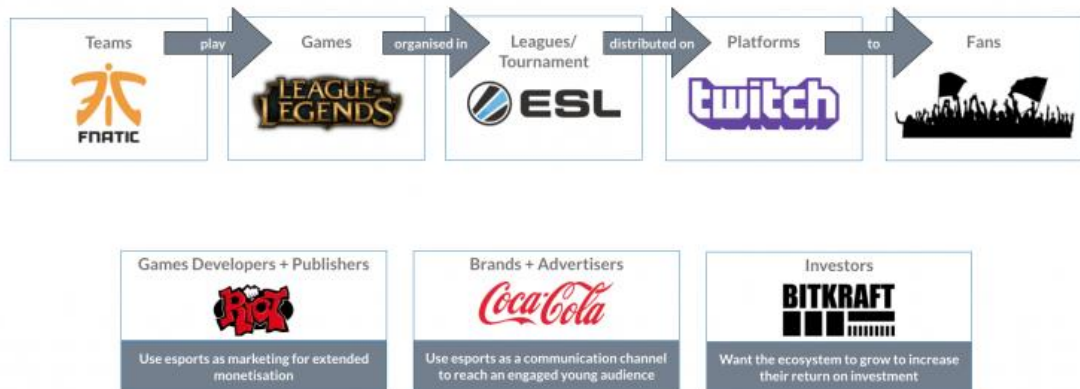 Teams
play
Games
organised in
Leagues/
Tournament
distributed on
Platforms
to
Fans
FNATIC
LEAGUE OF
LEGENDS
ESL
twitch
Games Developers + Publishers
RIOT
Use esports as marketing for extended
monetisation
Brands + Advertisers
Coca-Cola
Use esports as a communication channel
to reach an engaged young audience
Investors
BITKRAFT
Want the ecosystem to grow to increase
their return on investment